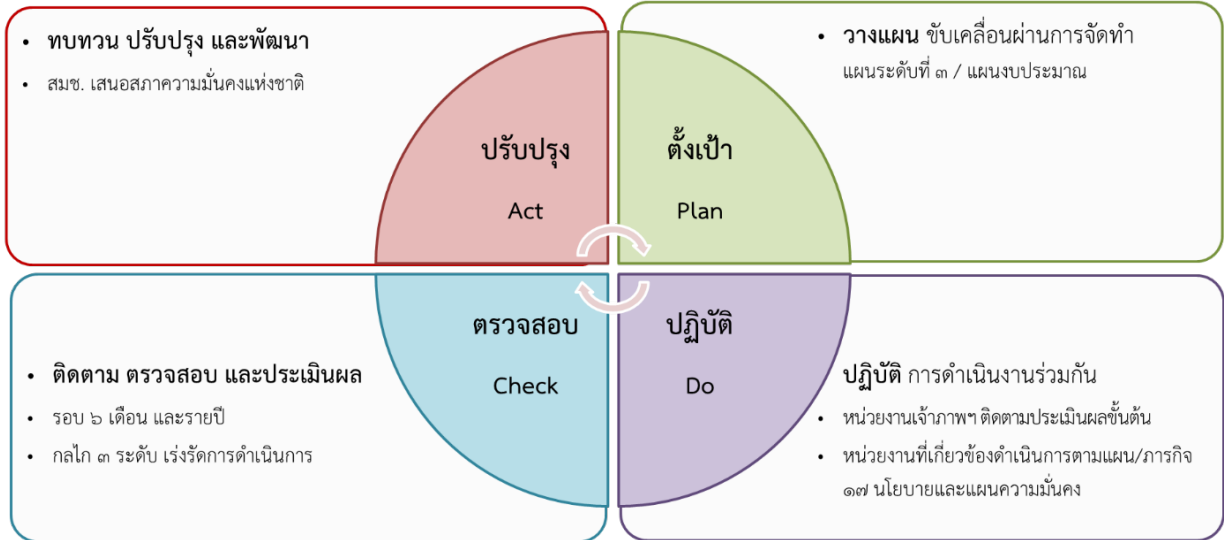 • ทบทวน ปรับปรุง และพัฒนา
• สมช. เสนอสภาความมั่นคงแห่งชาติ
ปรับปรุง
Act
• วางแผน ขับเคลื่อนผ่านการจัดทำ
แผนระดับที่ ๓ / แผนงบประมาณ
ตั้งเป้า
Plan
• ติดตาม ตรวจสอบ และประเมินผล
• รอบ ๖ เดือน และรายปี
• กลไก ๓ ระดับ เร่งรัดการดำเนินการ
ตรวจสอบ
Check
ปฏิบัติ
Do
ปฏิบัติ การดำเนินงานร่วมกัน
• หน่วยงานเจ้าภาพฯ ติดตามประเมินผลขั้นต้น
• หน่วยงานที่เกี่ยวข้องดำเนินการตามแผน/ภารกิจ
๑๗ นโยบายและแผนความมั่นคง